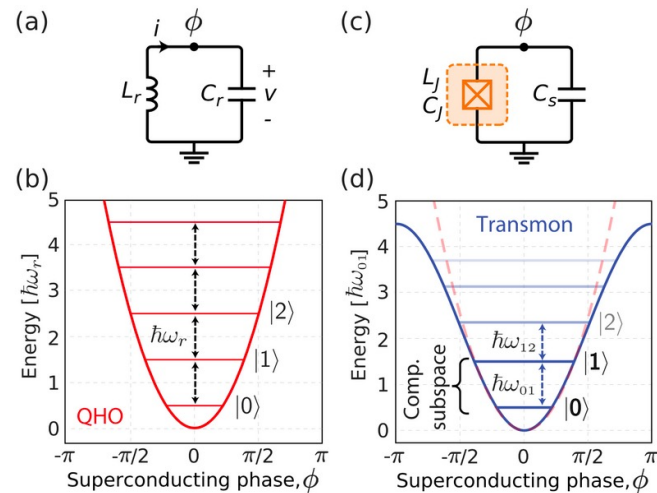 (a)
i
ϕ
L_r
C_r
+
v
-
(c)
ϕ
L_J
C_J
C_s
(b)
5
4
3
2
1
0
Energy [ℏω_r]
ℏω_r
|2⟩
|1⟩
|0⟩
QHO
-π
-π/2
0
π/2
π
Superconducting phase, ϕ
(d)
5
4
3
2
1
0
Energy [ℏω_01]
Transmon
|2⟩
ℏω_12
|1⟩
ℏω_01
|0⟩
Comp.
subspace
-π
-π/2
0
π/2
π
Superconducting phase, ϕ